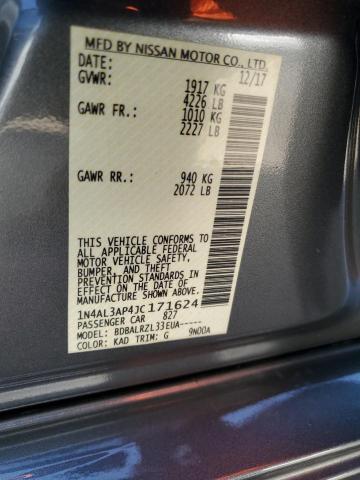 MFD BY NISSAN MOTOR CO., LTD.
DATE: 12/17
GVWR: 1917 KG
4226 LB
GAWR FR.: 1010 KG
2227 LB
GAWR RR.: 940 KG
2072 LB
THIS VEHICLE CONFORMS TO
ALL APPLICABLE FEDERAL
MOTOR VEHICLE SAFETY,
BUMPER, AND THEFT
PREVENTION STANDARDS IN
EFFECT ON THE DATE OF
MANUFACTURE SHOWN ABOVE.
1N4AL3AP4JC171624
PASSENGER CAR 827
MODEL: BDBALRZL33EUA-----
COLOR: KAD TRIM: G 9N00A